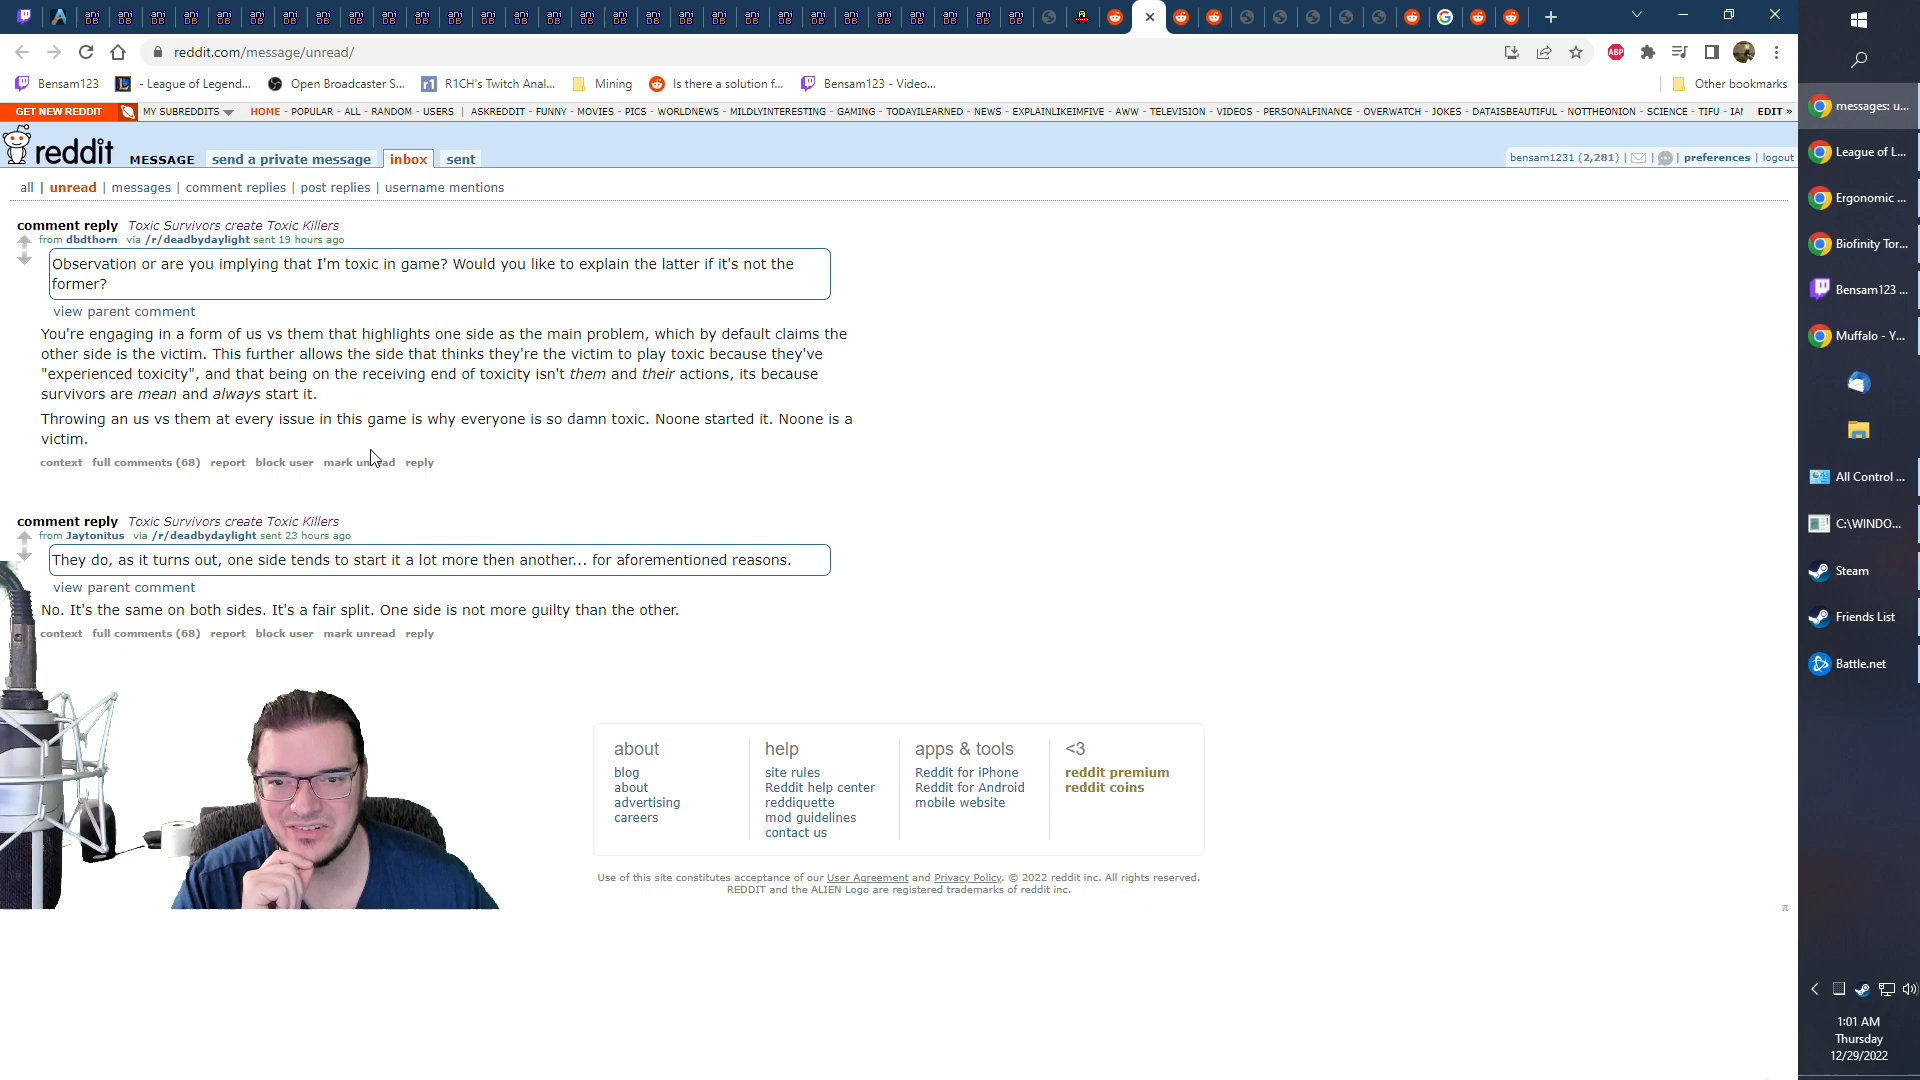 reddit.com/message/unread/
Bensam123
- League of Legend...
Open Broadcaster S...
R1CH's Twitch Anal...
Mining
Is there a solution f...
Bensam123 - Video...
Other bookmarks
GET NEW REDDIT
MY SUBREDDITS
HOME - POPULAR - ALL - RANDOM - USERS | ASKREDDIT - FUNNY - MOVIES - PICS - WORLDNEWS - MILDLYINTERESTING - GAMING - TODAYILEARNED - NEWS - EXPLAINLIKEIMFIVE - AWW - TELEVISION - VIDEOS - PERSONALFINANCE - OVERWATCH - JOKES - DATAISBEAUTIFUL - NOTTHEONION - SCIENCE - TIFU - IAM
EDIT »
reddit MESSAGE send a private message inbox sent
bensam1231 (2,281) | | | preferences | logout
all | unread | messages | comment replies | post replies | username mentions
comment reply Toxic Survivors create Toxic Killers
from dbdthorn via /r/deadbydaylight sent 19 hours ago
Observation or are you implying that I'm toxic in game? Would you like to explain the latter if it's not the
former?
view parent comment
You're engaging in a form of us vs them that highlights one side as the main problem, which by default claims the
other side is the victim. This further allows the side that thinks they're the victim to play toxic because they've
"experienced toxicity", and that being on the receiving end of toxicity isn't them and their actions, its because
survivors are mean and always start it.
Throwing an us vs them at every issue in this game is why everyone is so damn toxic. Noone started it. Noone is a
victim.
context full comments (68) report block user mark unread reply
comment reply Toxic Survivors create Toxic Killers
from Jaytonitus via /r/deadbydaylight sent 23 hours ago
They do, as it turns out, one side tends to start it a lot more then another... for aforementioned reasons.
view parent comment
No. It's the same on both sides. It's a fair split. One side is not more guilty than the other.
context full comments (68) report block user mark unread reply
about
blog
about
advertising
careers
help
site rules
Reddit help center
reddiquette
mod guidelines
contact us
apps & tools
Reddit for iPhone
Reddit for Android
mobile website
<3
reddit premium
reddit coins
Use of this site constitutes acceptance of our User Agreement and Privacy Policy. © 2022 reddit inc. All rights reserved.
REDDIT and the ALIEN Logo are registered trademarks of reddit inc.
π
messages: u...
League of L...
Ergonomic ...
Biofinity Tor...
Bensam123 ...
Muffalo - Y...
All Control ...
C:\WINDO...
Steam
Friends List
Battle.net
1:01 AM
Thursday
12/29/2022